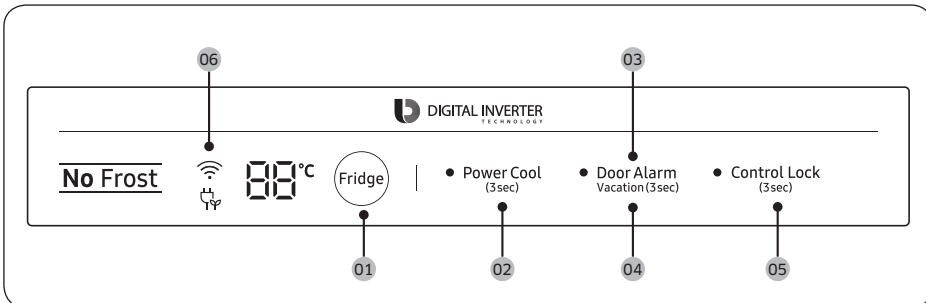 06
03
DIGITAL INVERTER
TECHNOLOGY
No Frost
88°C
Fridge
Power Cool
(3sec)
Door Alarm
Vacation (3sec)
Control Lock
(3sec)
01
02
04
05